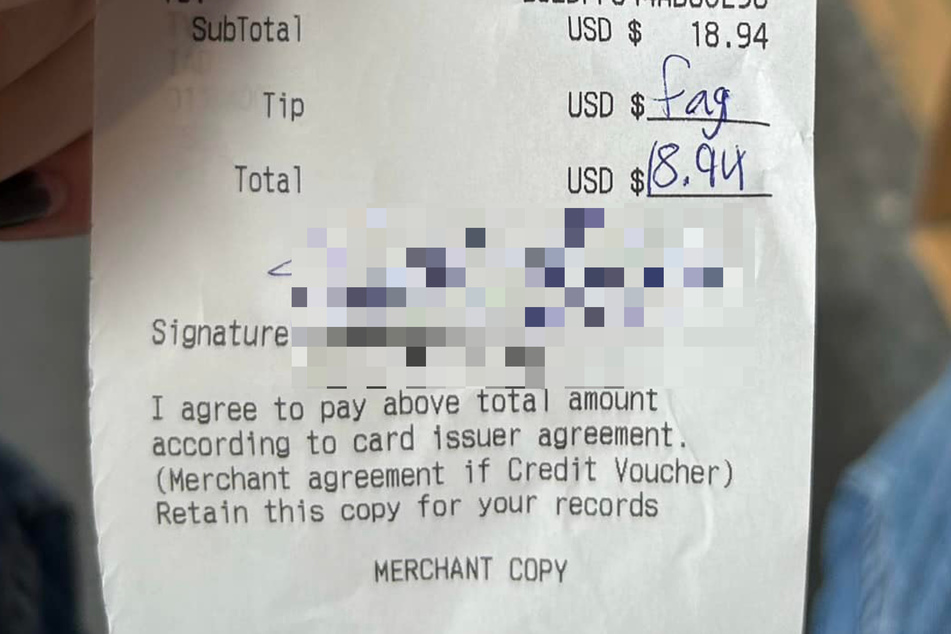 SubTotal USD $ 18.94
Tip USD $ fag
Total USD $ 18.94
Signature
I agree to pay above total amount
according to card issuer agreement.
(Merchant agreement if Credit Voucher)
Retain this copy for your records
MERCHANT COPY